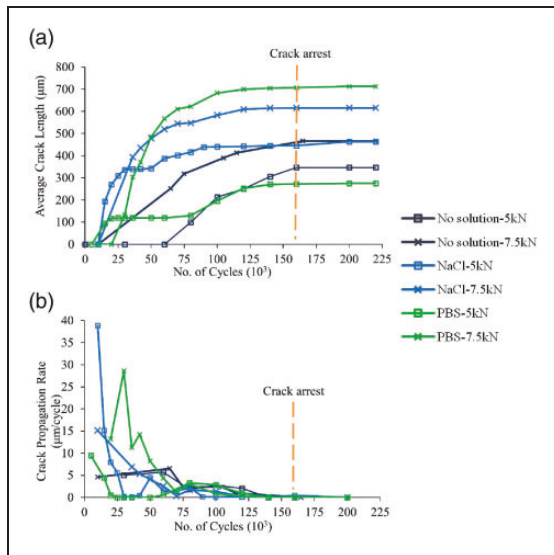 (a)
Crack arrest
800
700
600
500
400
300
200
100
0
Average Crack Length (µm)
0 25 50 75 100 125 150 175 200 225
No. of Cycles (10³)
No solution-5kN
No solution-7.5kN
NaCl-5kN
NaCl-7.5kN
PBS-5kN
PBS-7.5kN
(b)
40
35
30
25
20
15
10
5
0
Crack Propagation Rate
(µm/cycle)
Crack arrest
0 25 50 75 100 125 150 175 200 225
No. of Cycles (10³)